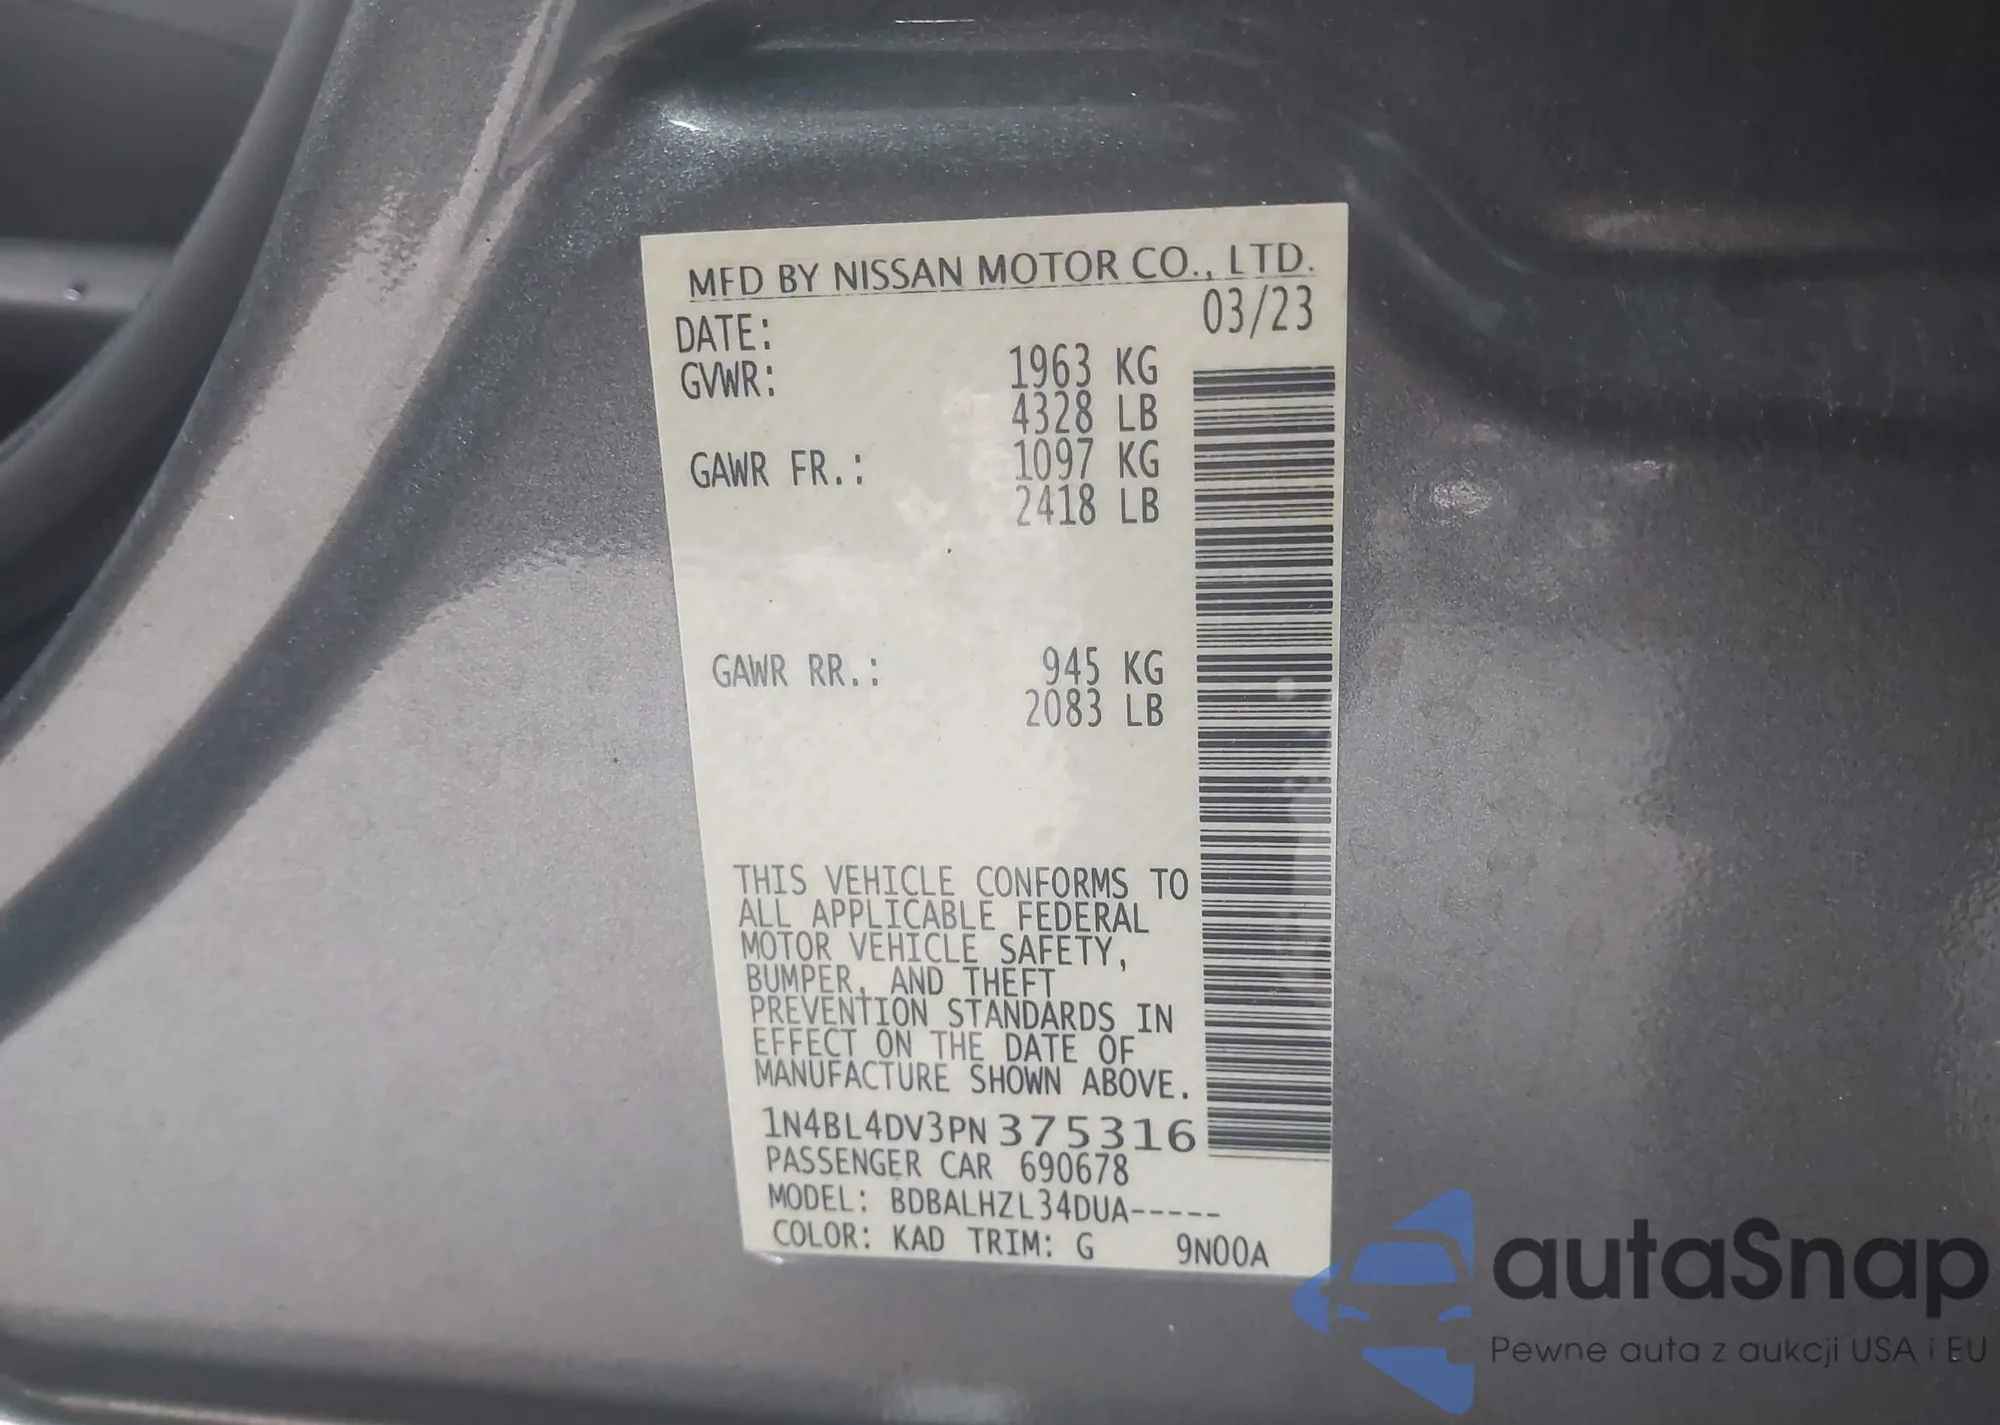 MFD BY NISSAN MOTOR CO., LTD.
DATE: 03/23
GVWR: 1963 KG
4328 LB
GAWR FR.: 1097 KG
2418 LB
GAWR RR.: 945 KG
2083 LB
THIS VEHICLE CONFORMS TO
ALL APPLICABLE FEDERAL
MOTOR VEHICLE SAFETY,
BUMPER, AND THEFT
PREVENTION STANDARDS IN
EFFECT ON THE DATE OF
MANUFACTURE SHOWN ABOVE.
1N4BL4DV3PN375316
PASSENGER CAR 690678
MODEL: BDBALHZL34DUA-----
COLOR: KAD TRIM: G 9N00A
autaSnap
Pewne auta z aukcji USA i EU